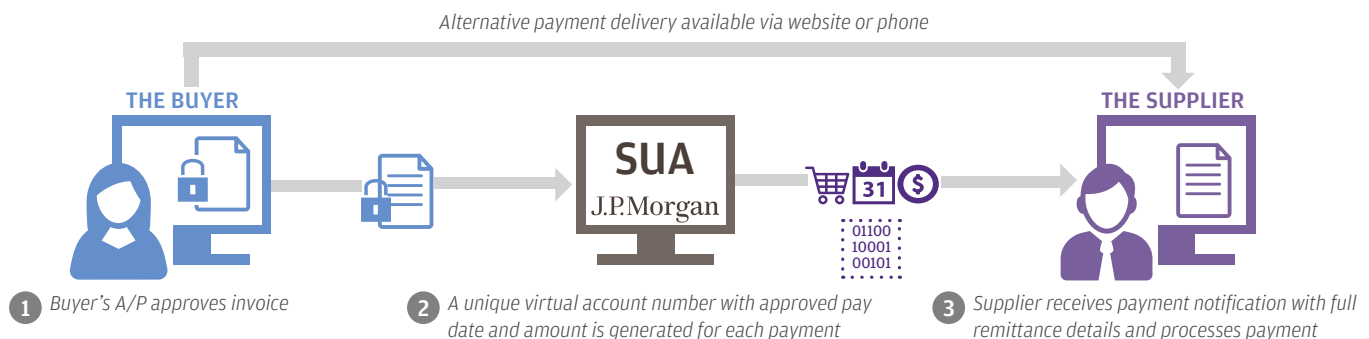 Alternative payment delivery available via website or phone
THE BUYER
THE SUPPLIER
SUA
J.P.Morgan
31
$
01100
10001
00101
1 Buyer's A/P approves invoice
2 A unique virtual account number with approved pay
date and amount is generated for each payment
3 Supplier receives payment notification with full
remittance details and processes payment